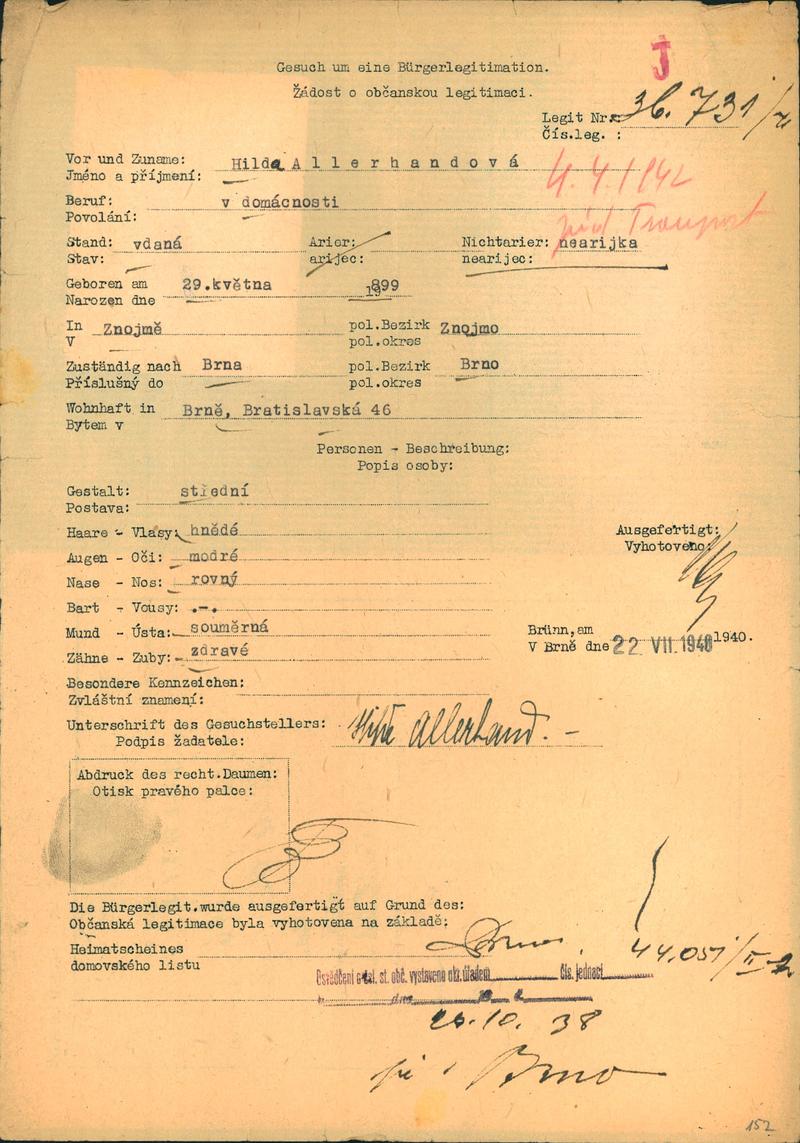 J
Gesuch um eine Bürgerlegitimation.
Žádost o občanskou legitimaci.
Legit Nr.: 36.731/
Čís.leg. :
4.4.1942
Transport
Vor und Zuname: Hilda Allerhandová
Jméno a příjmení:
Beruf: v domácnosti
Povolání:
Stand: vdaná Arier: Nichtarier: nearijka
Stav: arijec: nearijec:
Geboren am 29.května 1899
Narozen dne
In Znojmě pol.Bezirk Znojmo
V pol.okres
Zuständig nach Brna pol.Bezirk Brno
Příslušný do pol.okres
Wohnhaft in Brně, Bratislavská 46
Bytem v
Personen - Beschreibung:
Popis osoby:
Gestalt: střední
Postava:
Haare - Vlasy: hnědé
Augen - Oči: modré
Nase - Nos: rovný
Bart - Vousy: .-.
Mund - Ústa: souměrná
Zähne - Zuby: zdravé
Ausgefertigt:
Vyhotoveno:
Brünn, am
V Brně dne 22 VII. 1940 1940.
Besondere Kennzeichen:
Zvláštní znamení:
Unterschrift des Gesuchstellers: Allerhand. -
Podpis žadatele:
Abdruck des recht.Daumen:
Otisk pravého palce:
Die Bürgerlegit.wurde ausgefertigt auf Grund des:
Občanská legitimace byla vyhotovena na základě:
Heimatscheines 44.051/II-2
domovského listu
Osvědčení o čsl. st. obč. vystaveno okr. úřadem čís. jednací
dne
26.10. 38
Brno
152